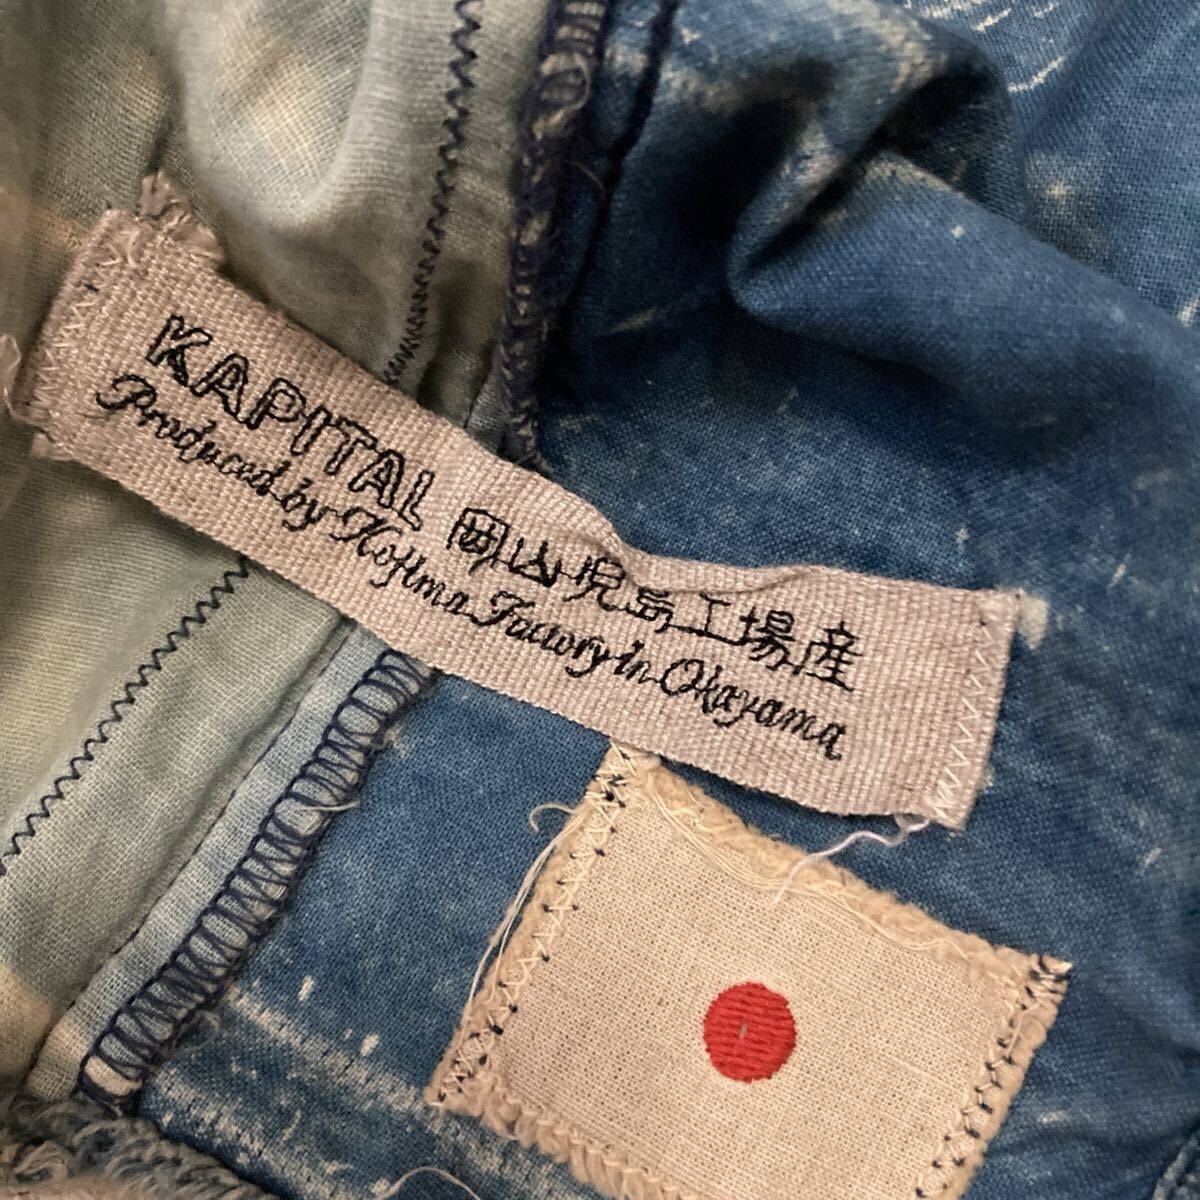 KAPITAL 岡山児島工場産
Produced by Kojima Factory in Okayama